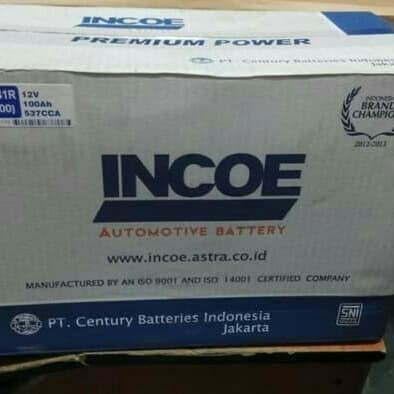 INCOE
PREMIUM POWER
PT. Century Batteries Indonesia
Jakarta
12V
100Ah
537CCA
INDONESIA
BRAND
CHAMPION
2012-2013
INCOE
AUTOMOTIVE BATTERY
www.incoe.astra.co.id
MANUFACTURED BY AN ISO 9001 AND ISO 14001 CERTIFIED COMPANY
PT. Century Batteries Indonesia
Jakarta
SNI